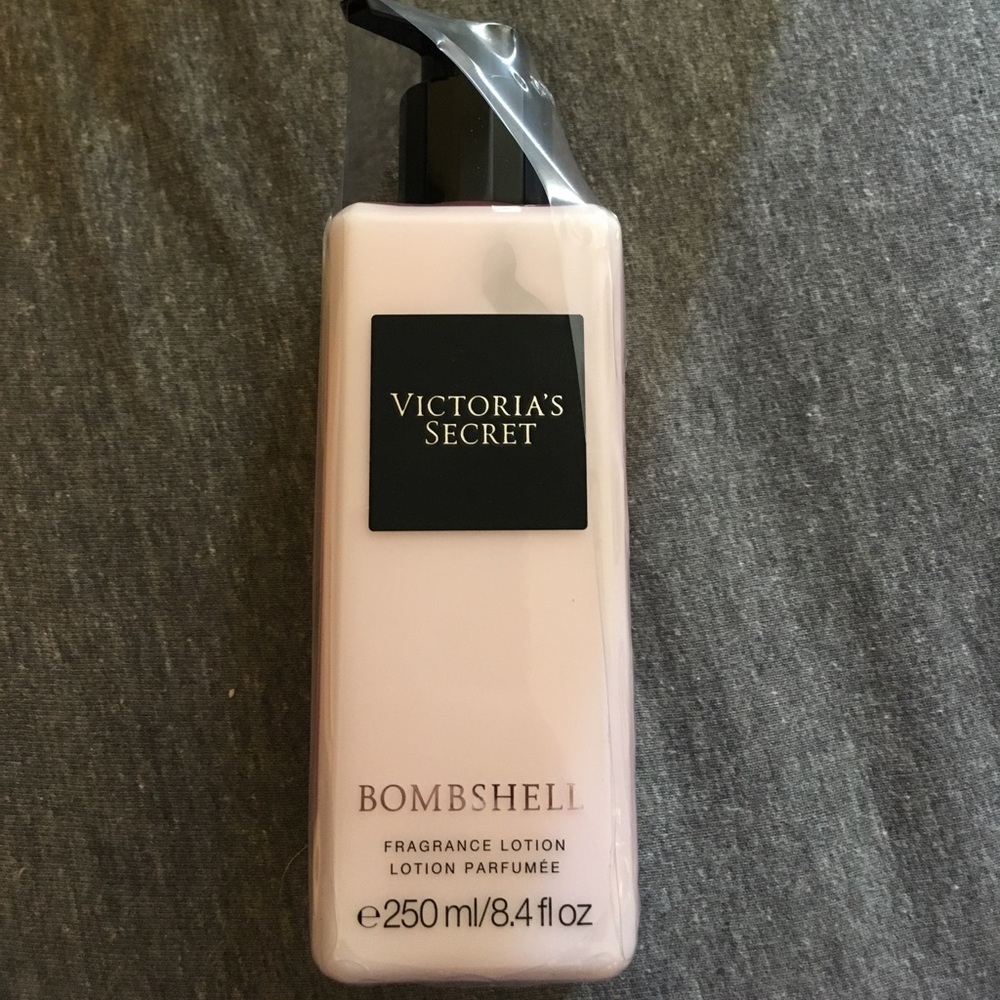 VICTORIA'S
SECRET
BOMBSHELL
FRAGRANCE LOTION
LOTION PARFUMÉE
℮250 ml/8.4 fl oz